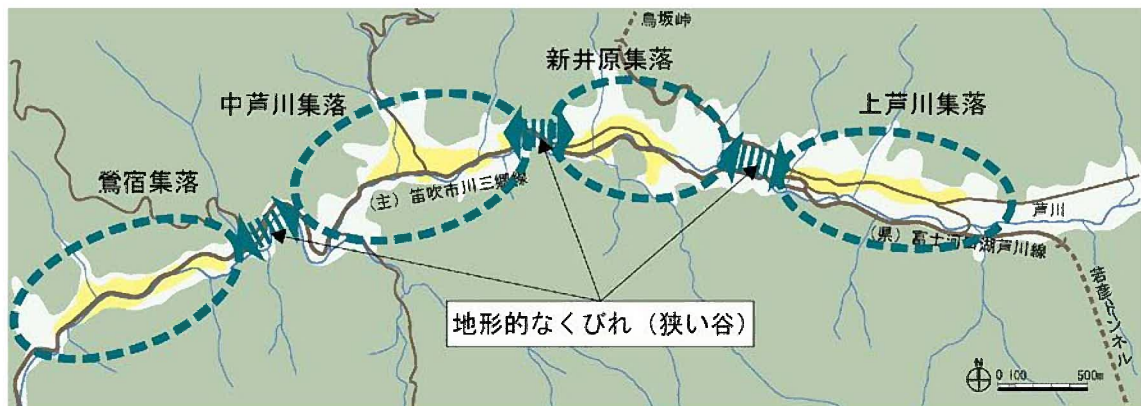 鳥坂峠
新井原集落
中芦川集落
上芦川集落
鶯宿集落
(主)笛吹市川三郷線
芦川
(県)富士河口湖芦川線
地形的なくびれ（狭い谷）
若彦トンネル
N
0 100 500m